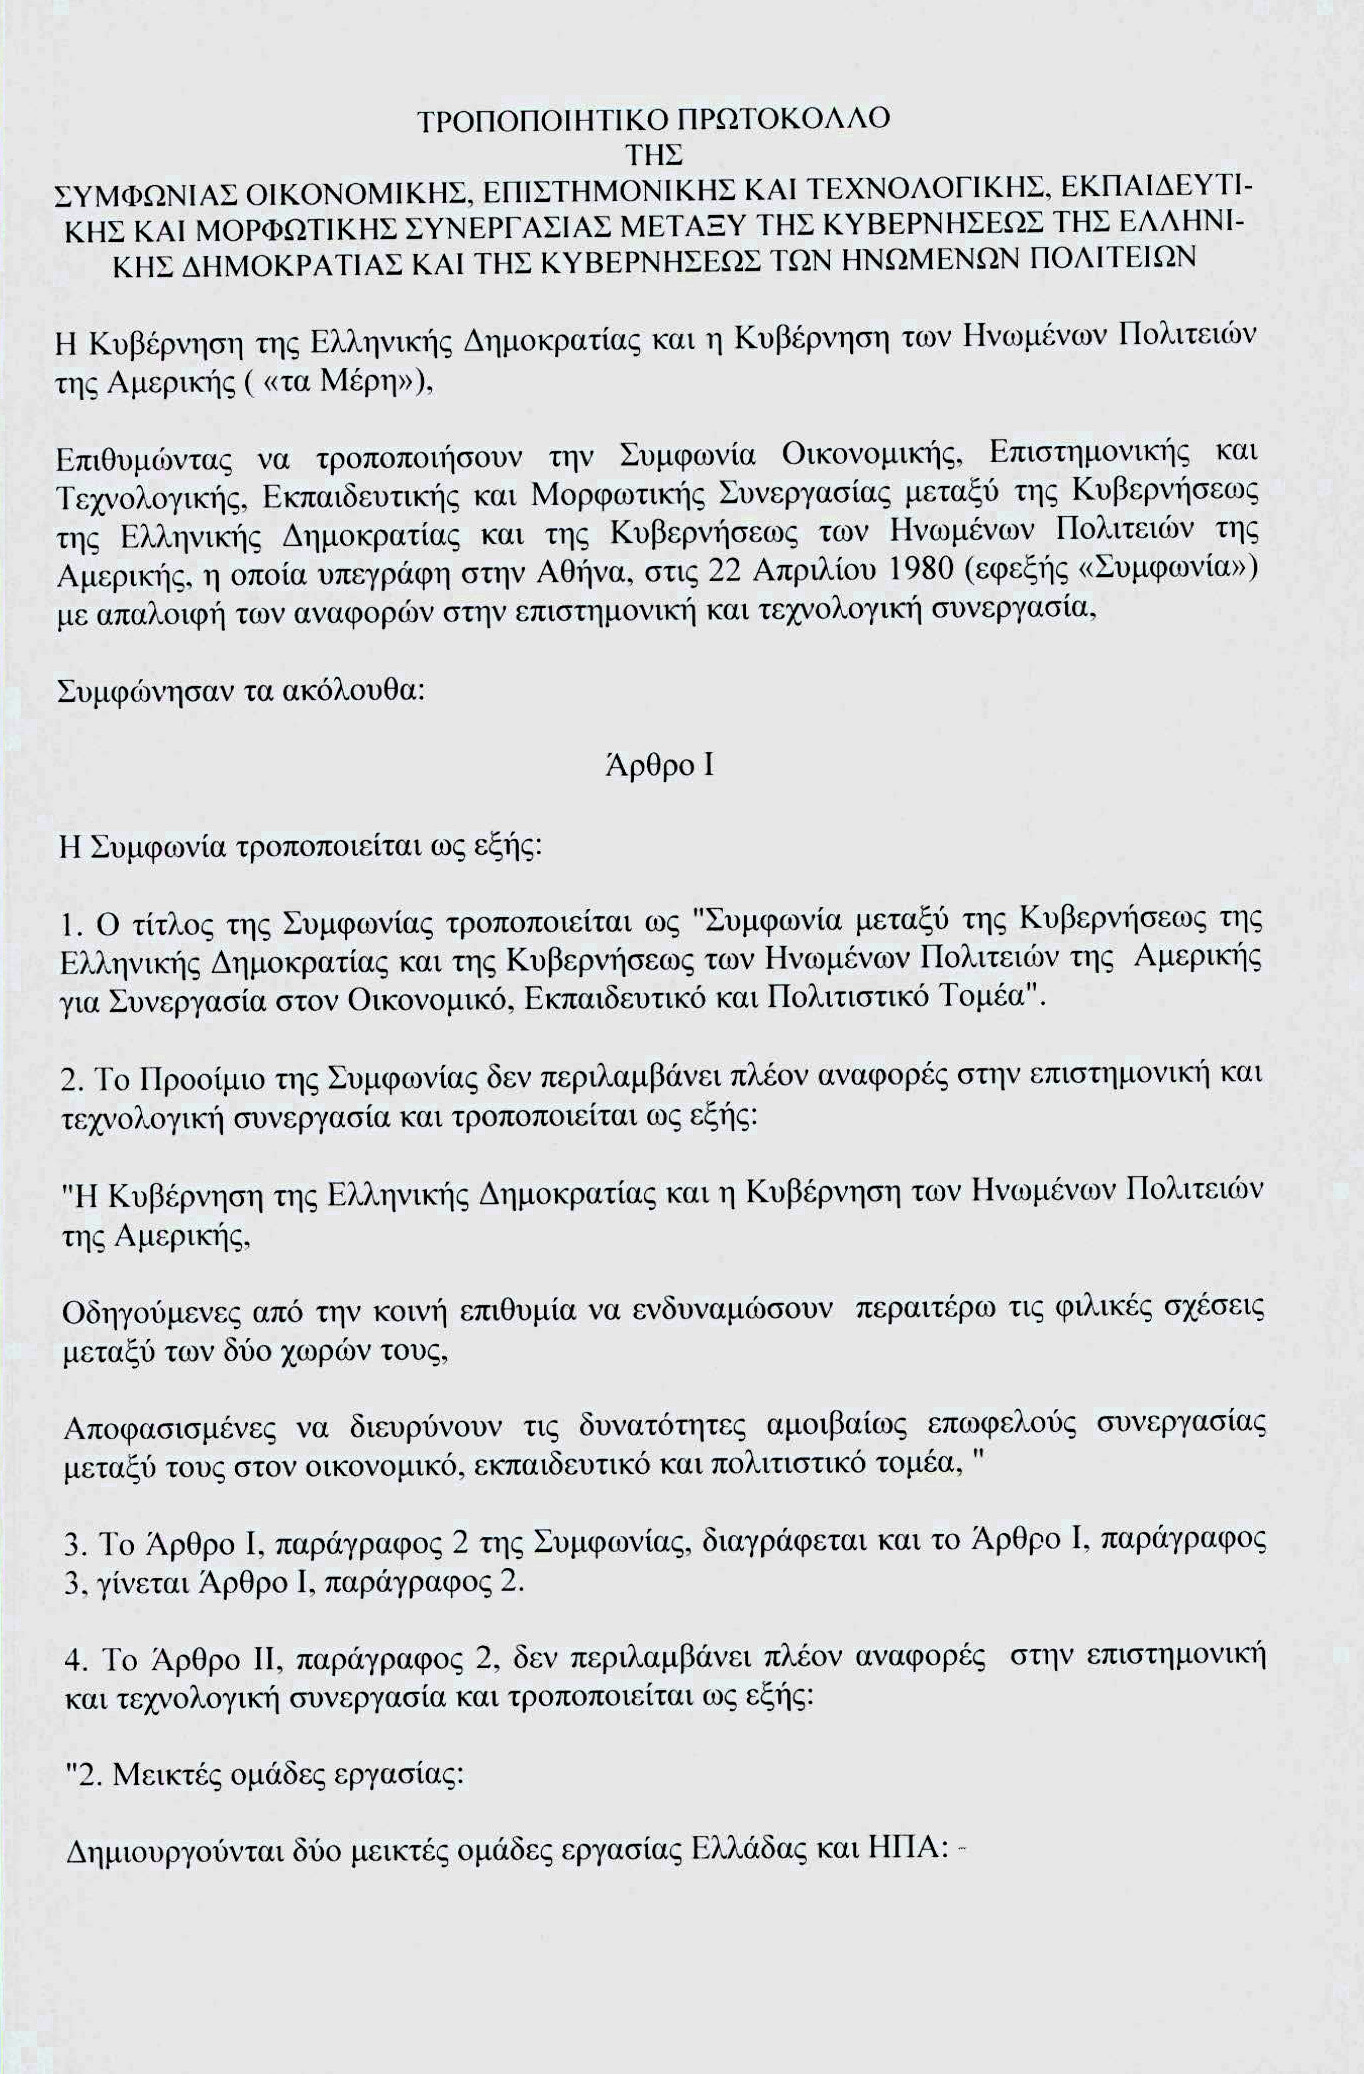 ΤΡΟΠΟΠΟΙΗΤΙΚΟ ΠΡΩΤΟΚΟΛΛΟ
ΤΗΣ
ΣΥΜΦΩΝΙΑΣ ΟΙΚΟΝΟΜΙΚΗΣ, ΕΠΙΣΤΗΜΟΝΙΚΗΣ ΚΑΙ ΤΕΧΝΟΛΟΓΙΚΗΣ, ΕΚΠΑΙΔΕΥΤΙ-
ΚΗΣ ΚΑΙ ΜΟΡΦΩΤΙΚΗΣ ΣΥΝΕΡΓΑΣΙΑΣ ΜΕΤΑΞΥ ΤΗΣ ΚΥΒΕΡΝΗΣΕΩΣ ΤΗΣ ΕΛΛΗΝΙ-
ΚΗΣ ΔΗΜΟΚΡΑΤΙΑΣ ΚΑΙ ΤΗΣ ΚΥΒΕΡΝΗΣΕΩΣ ΤΩΝ ΗΝΩΜΕΝΩΝ ΠΟΛΙΤΕΙΩΝ
Η Κυβέρνηση της Ελληνικής Δημοκρατίας και η Κυβέρνηση των Ηνωμένων Πολιτειών
της Αμερικής ( «τα Μέρη»),
Επιθυμώντας να τροποποιήσουν την Συμφωνία Οικονομικής, Επιστημονικής και
Τεχνολογικής, Εκπαιδευτικής και Μορφωτικής Συνεργασίας μεταξύ της Κυβερνήσεως
της Ελληνικής Δημοκρατίας και της Κυβερνήσεως των Ηνωμένων Πολιτειών της
Αμερικής, η οποία υπεγράφη στην Αθήνα, στις 22 Απριλίου 1980 (εφεξής «Συμφωνία»)
με απαλοιφή των αναφορών στην επιστημονική και τεχνολογική συνεργασία,
Συμφώνησαν τα ακόλουθα:
Άρθρο Ι
Η Συμφωνία τροποποιείται ως εξής:
1. Ο τίτλος της Συμφωνίας τροποποιείται ως "Συμφωνία μεταξύ της Κυβερνήσεως της
Ελληνικής Δημοκρατίας και της Κυβερνήσεως των Ηνωμένων Πολιτειών της Αμερικής
για Συνεργασία στον Οικονομικό, Εκπαιδευτικό και Πολιτιστικό Τομέα".
2. Το Προοίμιο της Συμφωνίας δεν περιλαμβάνει πλέον αναφορές στην επιστημονική και
τεχνολογική συνεργασία και τροποποιείται ως εξής:
"Η Κυβέρνηση της Ελληνικής Δημοκρατίας και η Κυβέρνηση των Ηνωμένων Πολιτειών
της Αμερικής,
Οδηγούμενες από την κοινή επιθυμία να ενδυναμώσουν περαιτέρω τις φιλικές σχέσεις
μεταξύ των δύο χωρών τους,
Αποφασισμένες να διευρύνουν τις δυνατότητες αμοιβαίως επωφελούς συνεργασίας
μεταξύ τους στον οικονομικό, εκπαιδευτικό και πολιτιστικό τομέα, "
3. Το Άρθρο Ι, παράγραφος 2 της Συμφωνίας, διαγράφεται και το Άρθρο Ι, παράγραφος
3, γίνεται Άρθρο Ι, παράγραφος 2.
4. Το Άρθρο ΙΙ, παράγραφος 2, δεν περιλαμβάνει πλέον αναφορές στην επιστημονική
και τεχνολογική συνεργασία και τροποποιείται ως εξής:
"2. Μεικτές ομάδες εργασίας:
Δημιουργούνται δύο μεικτές ομάδες εργασίας Ελλάδας και ΗΠΑ: -